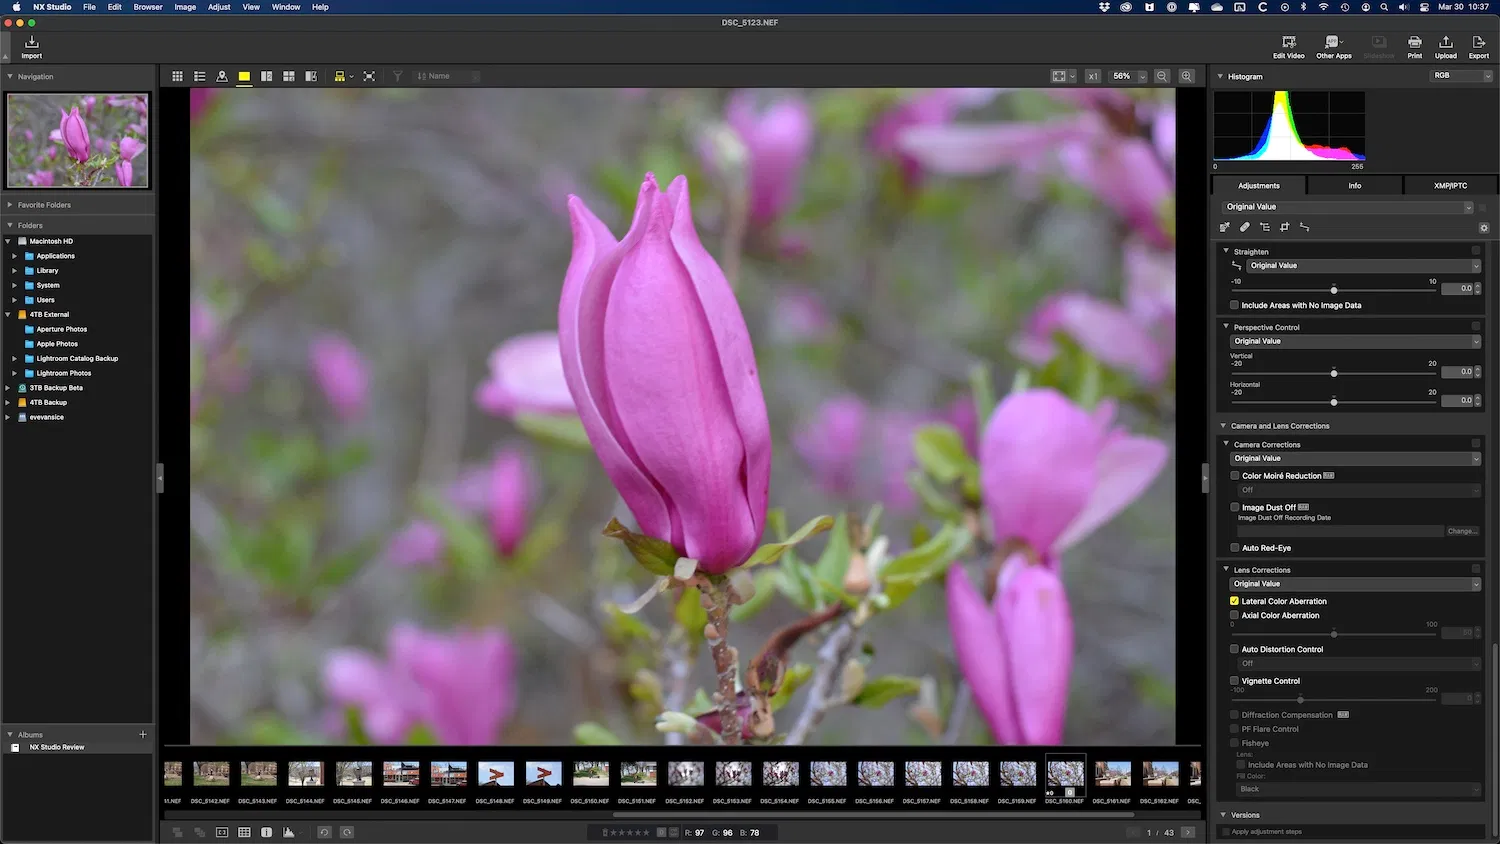 NX Studio File Edit Browser Image Adjust View Window Help Mar 30 10:37
DSC_5123.NEF
Import
Edit Video Other Apps Slideshow Print Upload Export
Navigation
Name
x1 56%
Histogram RGB
0 255
Adjustments Info XMP/IPTC
Original Value
Favorite Folders
Folders
Macintosh HD
Applications
Library
System
Users
4TB External
Aperture Photos
Apple Photos
Lightroom Catalog Backup
Lightroom Photos
3TB Backup Beta
4TB Backup
evevansice
Albums
NX Studio Review
Straighten
Original Value
-10 10
0.0
Include Areas with No Image Data
Perspective Control
Original Value
Vertical
-20 20
0.0
Horizontal
-20 20
0.0
Camera and Lens Corrections
Camera Corrections
Original Value
Color Moiré Reduction RAW
Off
Image Dust Off RAW
Image Dust Off Recording Date
Change...
Auto Red-Eye
Lens Corrections
Original Value
Lateral Color Aberration
Axial Color Aberration
0 100
50
Auto Distortion Control
Off
Vignette Control
-100 200
0
Diffraction Compensation RAW
PF Flare Control
Fisheye
Lens:
Include Areas with No Image Data
Fill Color:
Black
Versions
Apply adjustment steps
41.NEF DSC_5142.NEF DSC_5143.NEF DSC_5144.NEF DSC_5145.NEF DSC_5146.NEF DSC_5147.NEF DSC_5148.NEF DSC_5149.NEF DSC_5150.NEF DSC_5151.NEF DSC_5152.NEF DSC_5153.NEF DSC_5154.NEF DSC_5155.NEF DSC_5156.NEF DSC_5157.NEF DSC_5158.NEF DSC_5159.NEF DSC_5160.NEF DSC_5161.NEF DSC_5162.NEF DSC_
R: 97 G: 96 B: 78
1 / 43